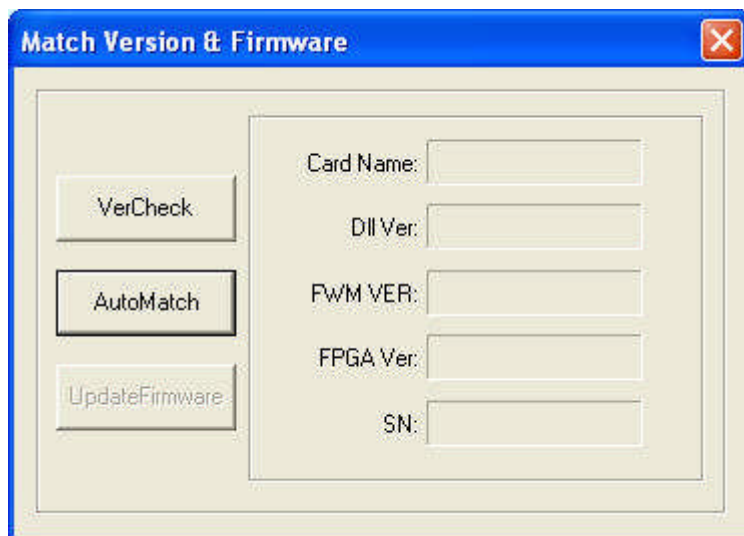 Match Version & Firmware
VerCheck
AutoMatch
UpdateFirmware
Card Name:
Dll Ver:
FWM VER:
FPGA Ver:
SN: